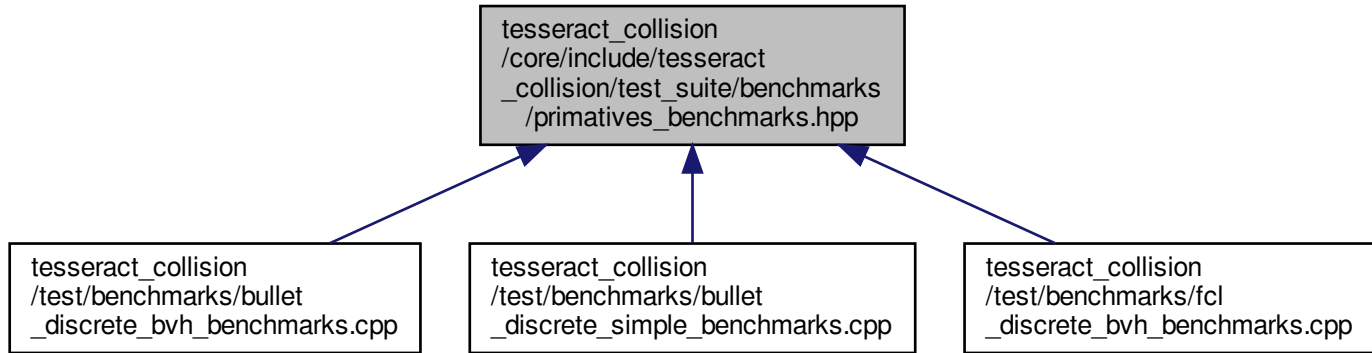 tesseract_collision
/core/include/tesseract
_collision/test_suite/benchmarks
/primatives_benchmarks.hpp
tesseract_collision
/test/benchmarks/bullet
_discrete_bvh_benchmarks.cpp
tesseract_collision
/test/benchmarks/bullet
_discrete_simple_benchmarks.cpp
tesseract_collision
/test/benchmarks/fcl
_discrete_bvh_benchmarks.cpp